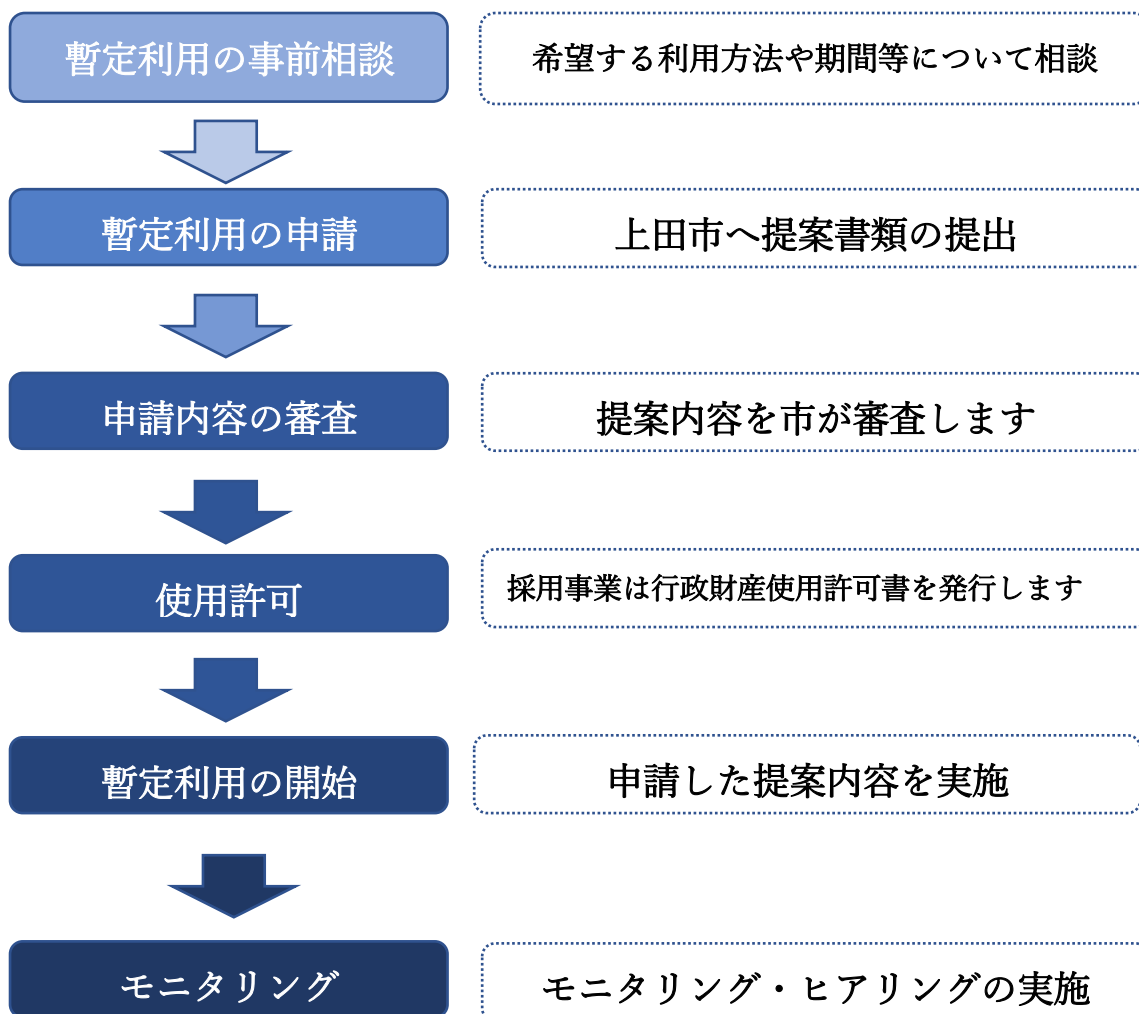 暫定利用の事前相談
希望する利用方法や期間等について相談
暫定利用の申請
上田市へ提案書類の提出
申請内容の審査
提案内容を市が審査します
使用許可
採用事業は行政財産使用許可書を発行します
暫定利用の開始
申請した提案内容を実施
モニタリング
モニタリング・ヒアリングの実施